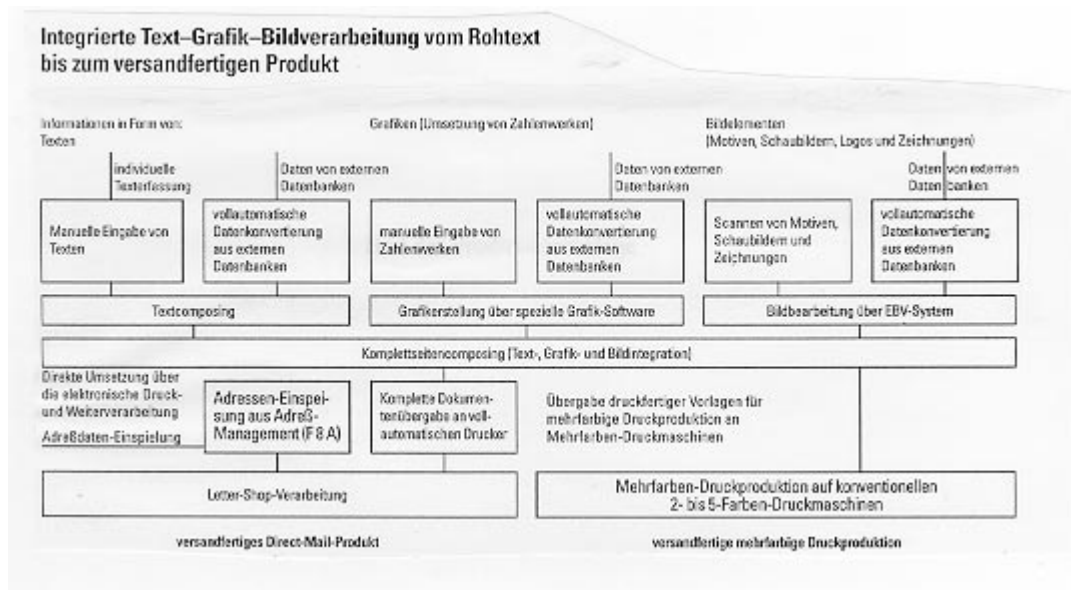 Integrierte Text–Grafik–Bildverarbeitung vom Rohtext
bis zum versandfertigen Produkt
Informationen in Form von:
Texten
Grafiken (Umsetzung von Zahlenwerken)
Bildelementen
(Motiven, Schaubildern, Logos und Zeichnungen)
individuelle
Texterfassung
Daten von externen
Datenbanken
Daten von externen
Datenbanken
Daten von externen
Datenbanken
Manuelle Eingabe von
Texten
vollautomatische
Datenkonvertierung
aus externen
Datenbanken
manuelle Eingabe von
Zahlenwerken
vollautomatische
Datenkonvertierung
aus externen
Datenbanken
Scannen von Motiven,
Schaubildern und
Zeichnungen
vollautomatische
Datenkonvertierung
aus externen
Datenbanken
Textcomposing
Grafikerstellung über spezielle Grafik-Software
Bildbearbeitung über EBV-System
Komplettseitencomposing (Text-, Grafik- und Bildintegration)
Direkte Umsetzung über
die elektronische Druck-
und Weiterverarbeitung
Adreßdaten-Einspielung
Adressen-Einspei-
sung aus Adreß-
Management (F 8 A)
Komplette Dokumen-
tenübergabe an voll-
automatischen Drucker
Übergabe druckfertiger Vorlagen für
mehrfarbige Druckproduktion an
Mehrfarben-Druckmaschinen
Letter-Shop-Verarbeitung
Mehrfarben-Druckproduktion auf konventionellen
2- bis 5-Farben-Druckmaschinen
versandfertiges Direct-Mail-Produkt
versandfertige mehrfarbige Druckproduktion